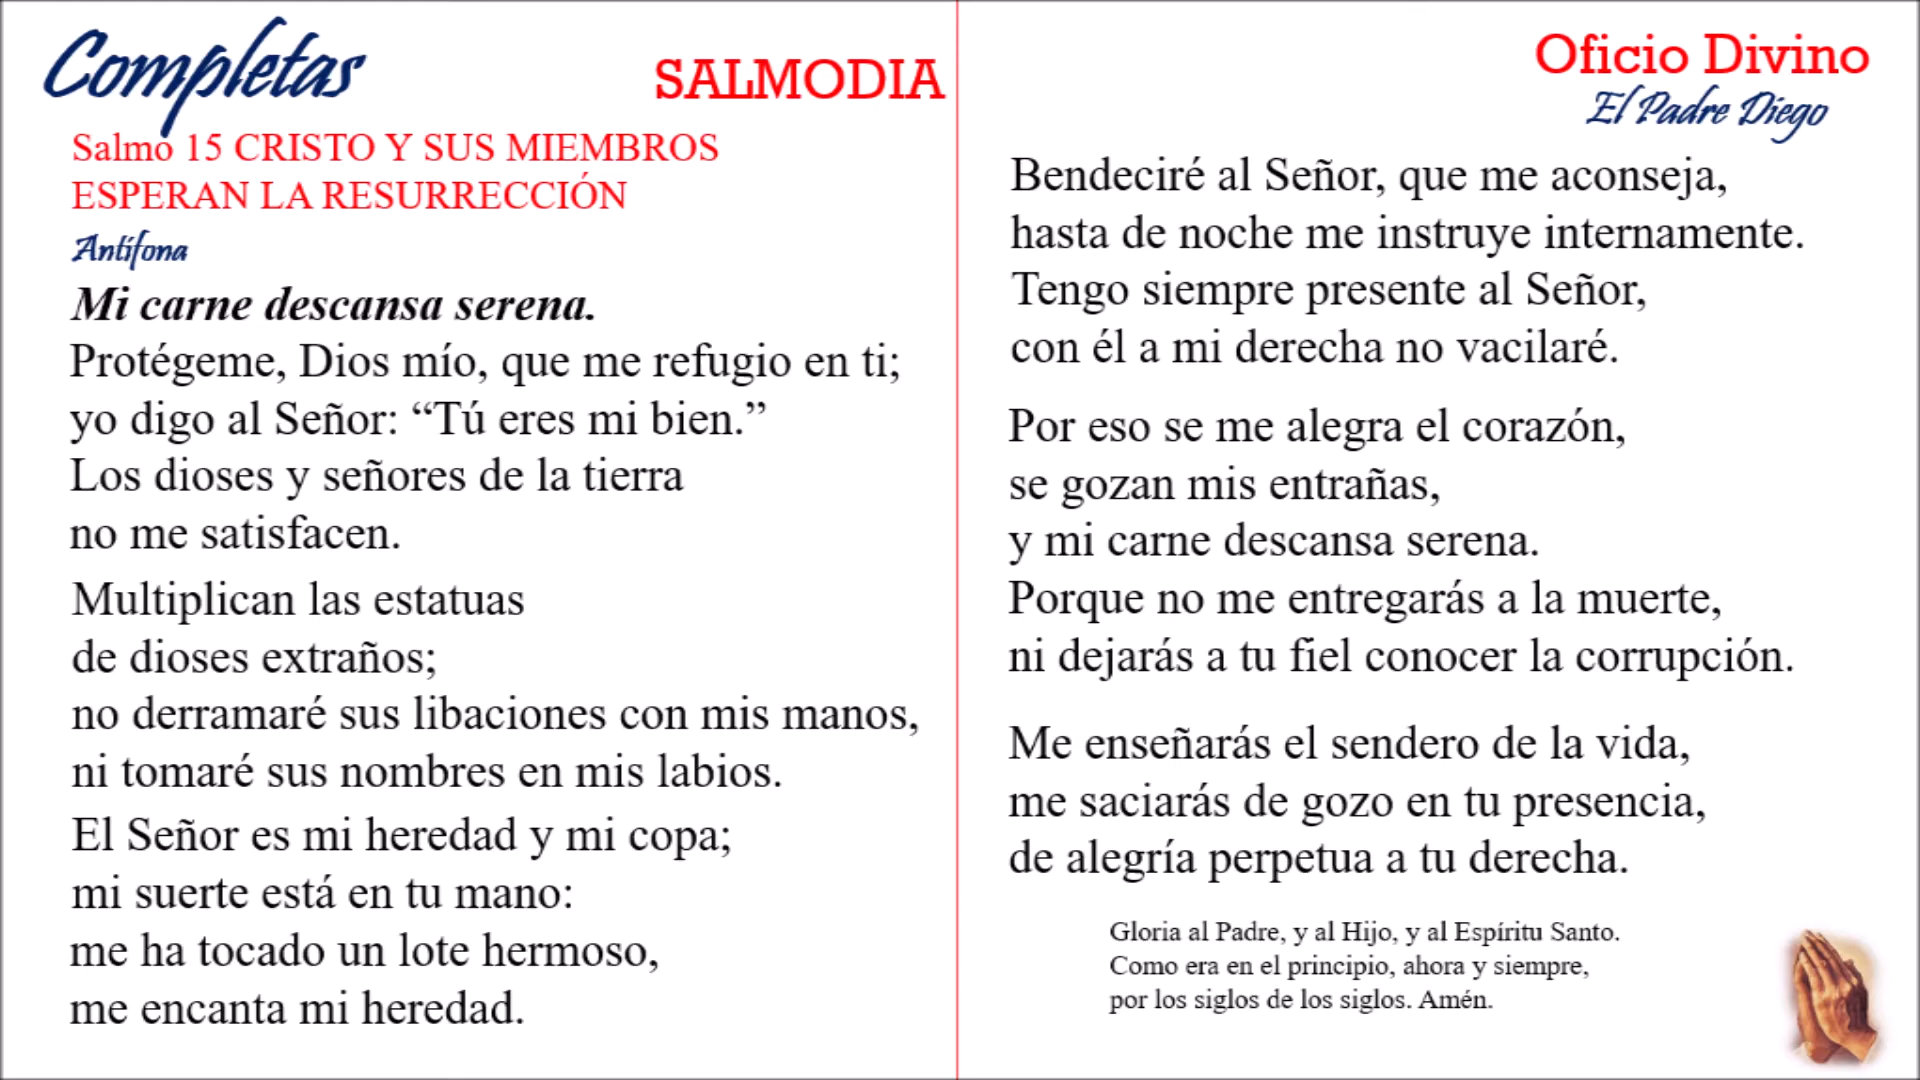 Completas
SALMODIA
Salmo 15 CRISTO Y SUS MIEMBROS
ESPERAN LA RESURRECCIÓN
Antífona
Mi carne descansa serena.
Protégeme, Dios mío, que me refugio en ti;
yo digo al Señor: “Tú eres mi bien.”
Los dioses y señores de la tierra
no me satisfacen.
Multiplican las estatuas
de dioses extraños;
no derramaré sus libaciones con mis manos,
ni tomaré sus nombres en mis labios.
El Señor es mi heredad y mi copa;
mi suerte está en tu mano:
me ha tocado un lote hermoso,
me encanta mi heredad.
Oficio Divino
El Padre Diego
Bendeciré al Señor, que me aconseja,
hasta de noche me instruye internamente.
Tengo siempre presente al Señor,
con él a mi derecha no vacilaré.
Por eso se me alegra el corazón,
se gozan mis entrañas,
y mi carne descansa serena.
Porque no me entregarás a la muerte,
ni dejarás a tu fiel conocer la corrupción.
Me enseñarás el sendero de la vida,
me saciarás de gozo en tu presencia,
de alegría perpetua a tu derecha.
Gloria al Padre, y al Hijo, y al Espíritu Santo.
Como era en el principio, ahora y siempre,
por los siglos de los siglos. Amén.